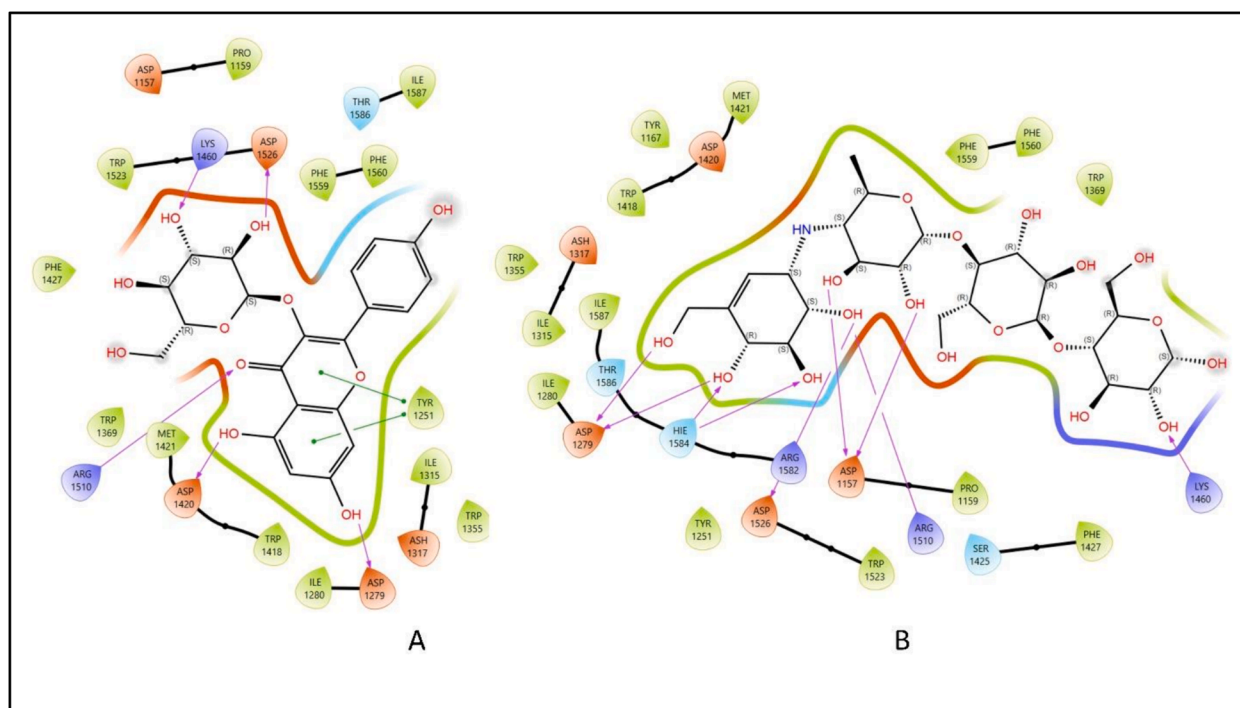 ASP
1157
PRO
1159
THR
1586
ILE
1587
TRP
1523
LYS
1460
ASP
1526
PHE
1559
PHE
1560
PHE
1427
HO
OH
OH
(S)
(R)
HO
(S)
(S)
O
(R)
O
HO
O
O
TYR
1251
TRP
1369
MET
1421
HO
ARG
1510
ASP
1420
TRP
1418
OH
ILE
1315
TRP
1355
ASH
1317
ILE
1280
ASP
1279
A
TYR
1167
MET
1421
ASP
1420
TRP
1418
PHE
1559
PHE
1560
TRP
1369
ASH
1317
TRP
1355
ILE
1315
ILE
1587
THR
1586
ILE
1280
ASP
1279
HIE
1584
ARG
1582
ASP
1157
PRO
1159
LYS
1460
TYR
1251
ASP
1526
TRP
1523
ARG
1510
SER
1425
PHE
1427
(R)
O
(S)
HN
(R)
(S)
(R)
HO
OH
(S)
(S)
OH
(R)
(S)
HO
HO
OH
O
(S)
(R)
OH
(R)
OH
(R)
O
(R)
HO
OH
(R)
O
O
(S)
(S)
OH
(R)
(R)
HO
OH
B